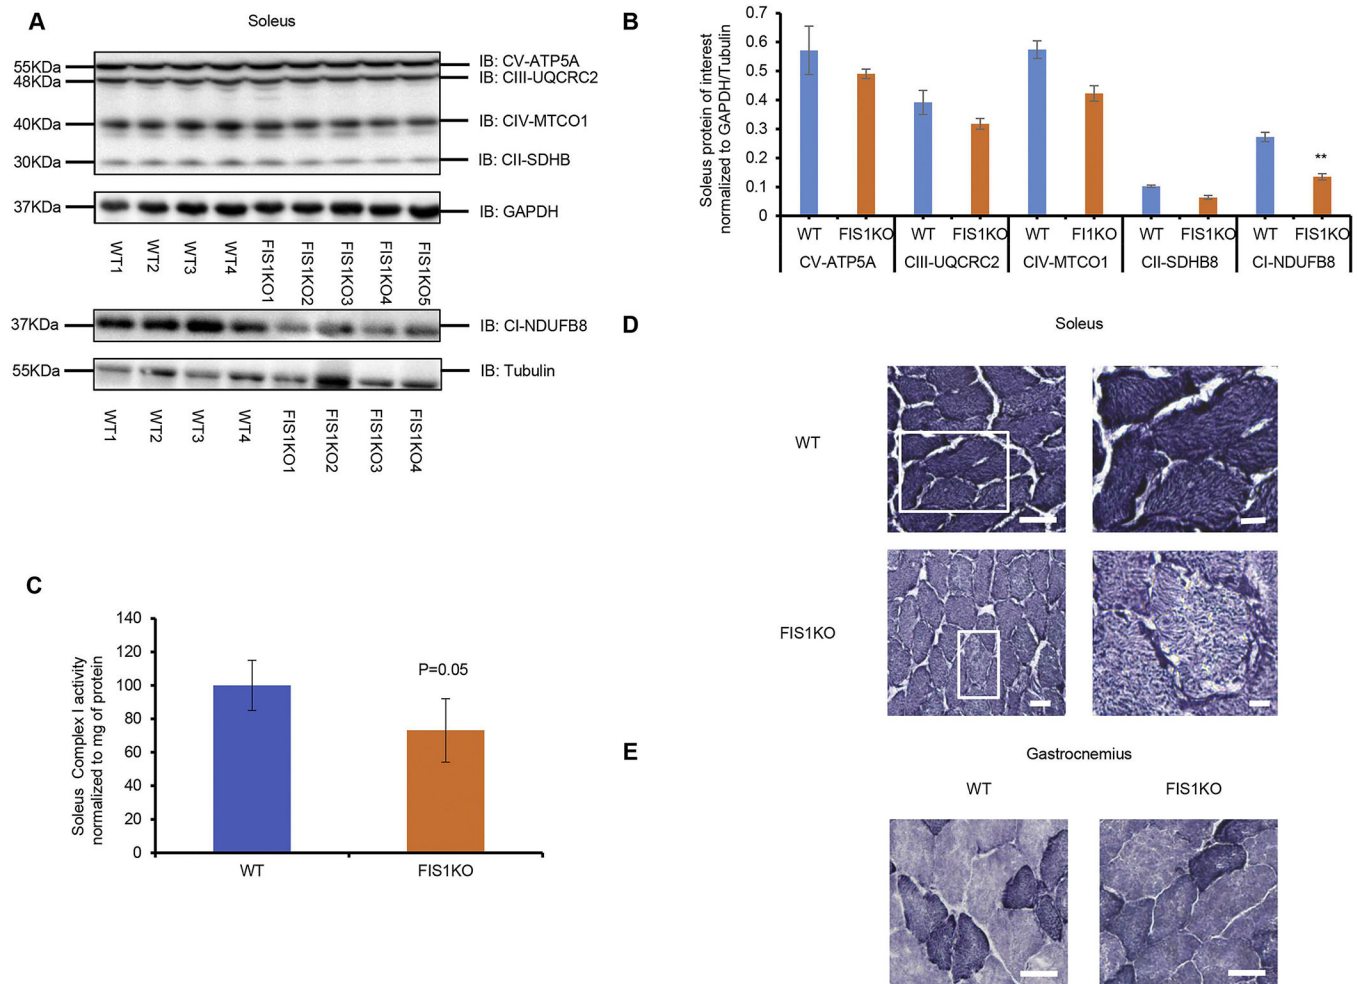 A
Soleus
55KDa
48KDa
40KDa
30KDa
IB: CV-ATP5A
IB: CIII-UQCRC2
IB: CIV-MTCO1
IB: CII-SDHB
37KDa
IB: GAPDH
WT1
WT2
WT3
WT4
FIS1KO1
FIS1KO2
FIS1KO3
FIS1KO4
FIS1KO5
37KDa
IB: CI-NDUFB8
55KDa
IB: Tubulin
WT1
WT2
WT3
WT4
FIS1KO1
FIS1KO2
FIS1KO3
FIS1KO4
B
Soleus protein of interest
normalized to GAPDH/Tubulin
0.7
0.6
0.5
0.4
0.3
0.2
0.1
0
**
WT FIS1KO WT FIS1KO WT FI1KO WT FIS1KO WT FIS1KO
CV-ATP5A CIII-UQCRC2 CIV-MTCO1 CII-SDHB8 CI-NDUFB8
C
Soleus Complex I activity
normalized to mg of protein
140
120
100
80
60
40
20
0
P=0.05
WT FIS1KO
D
Soleus
WT
FIS1KO
E
Gastrocnemius
WT FIS1KO